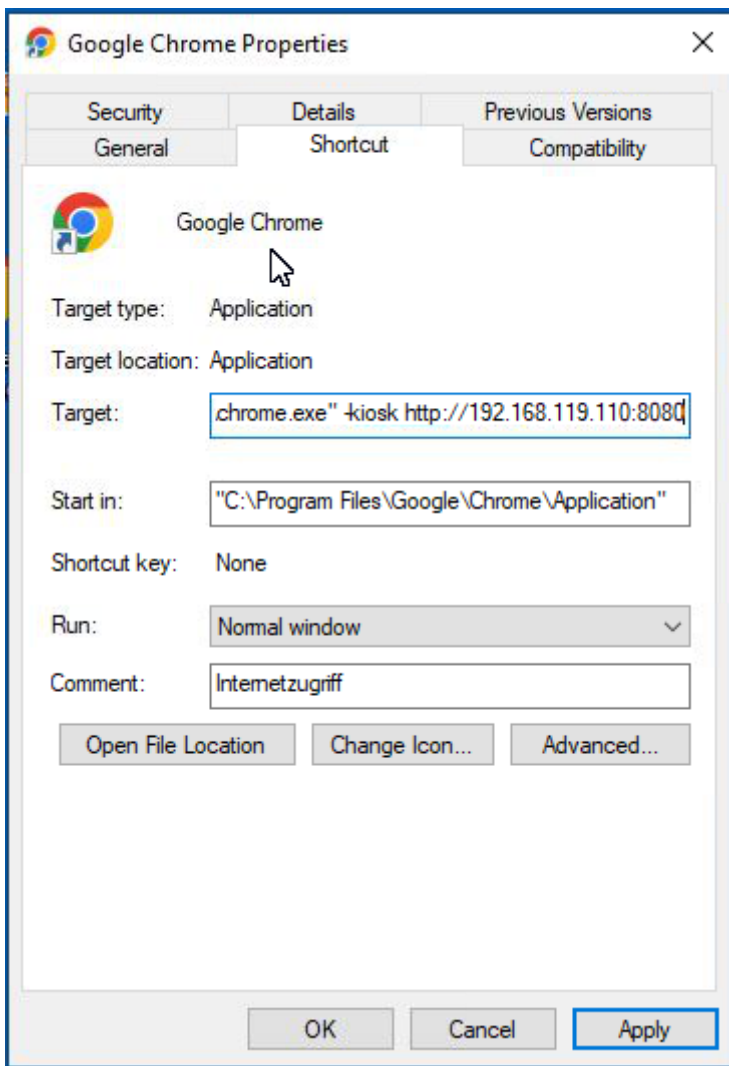 Google Chrome Properties
Security Details Previous Versions
General Shortcut Compatibility
Google Chrome
Target type: Application
Target location: Application
Target: .chrome.exe" -kiosk http://192.168.119.110:8080
Start in: "C:\Program Files\Google\Chrome\Application"
Shortcut key: None
Run: Normal window
Comment: Internetzugriff
Open File Location Change Icon... Advanced...
OK Cancel Apply